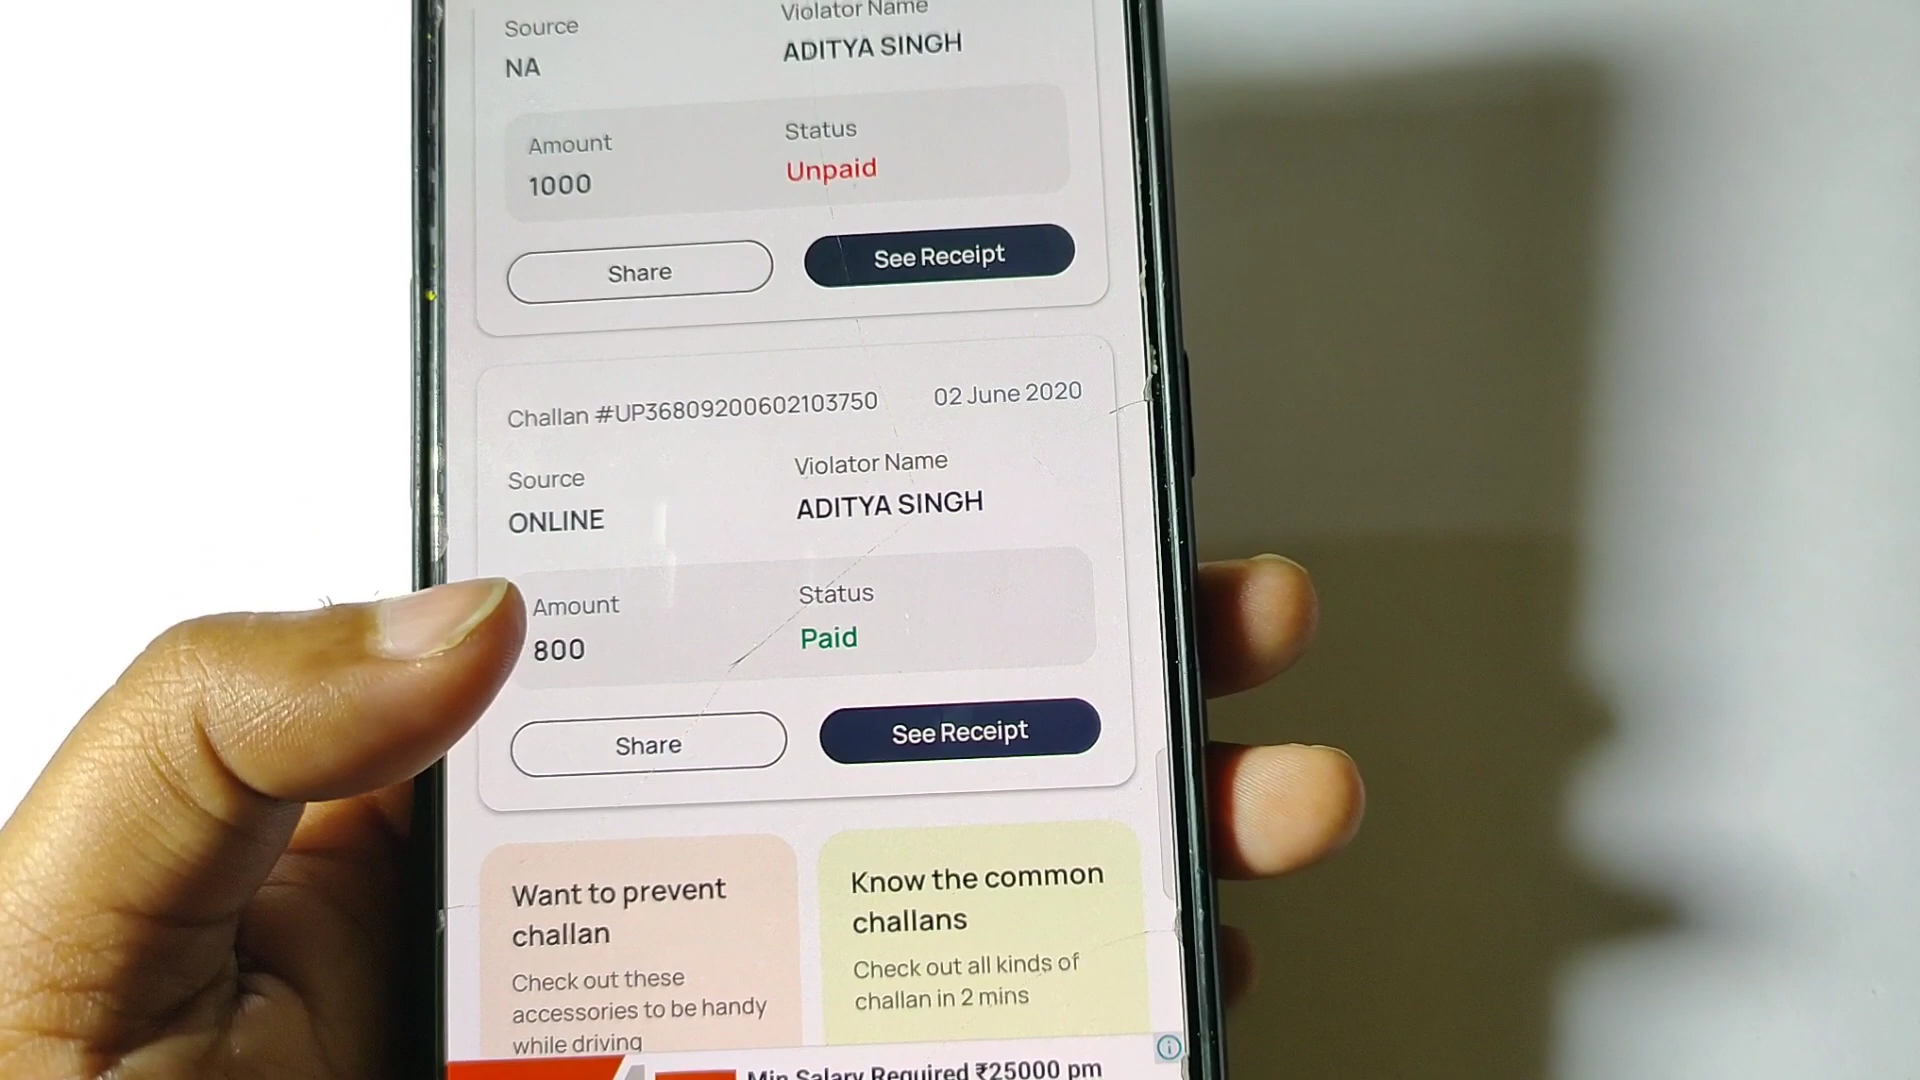 Source
Violator Name
NA
ADITYA SINGH
Amount
Status
1000
Unpaid
Share
See Receipt
Challan #UP36809200602103750
02 June 2020
Source
Violator Name
ONLINE
ADITYA SINGH
Amount
Status
800
Paid
Share
See Receipt
Want to prevent
challan
Check out these
accessories to be handy
while driving
Know the common
challans
Check out all kinds of
challan in 2 mins
Min Salary Required ₹25000 pm